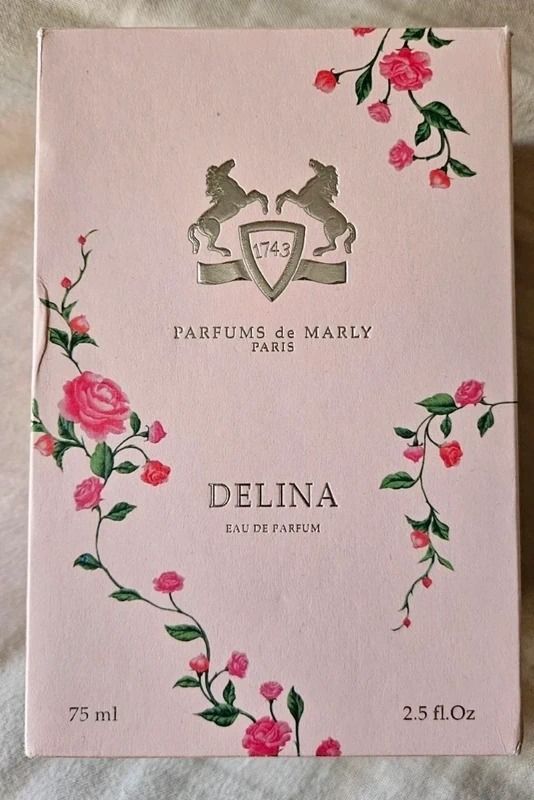 1743
PARFUMS de MARLY
PARIS
DELINA
EAU DE PARFUM
75 ml
2.5 fl.Oz